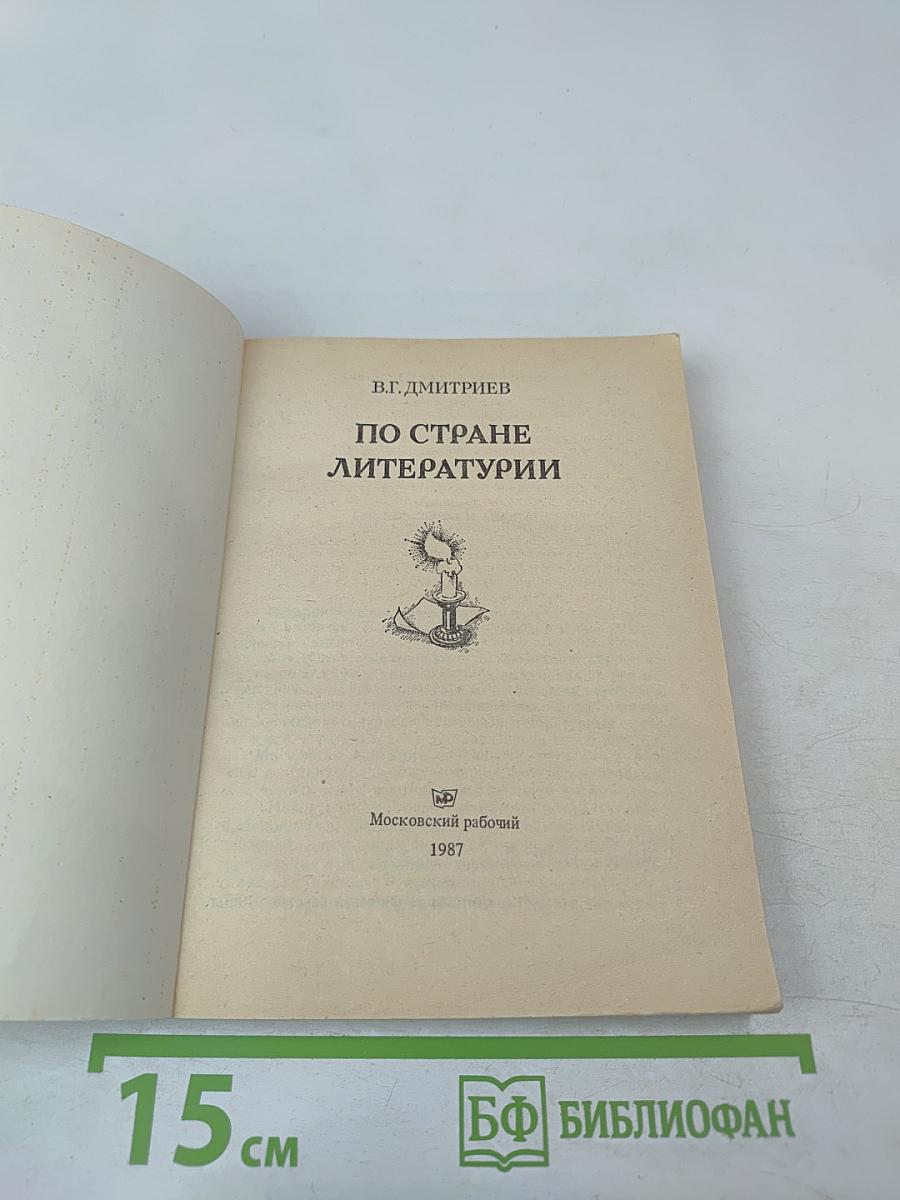 В.Г. ДМИТРИЕВ
ПО СТРАНЕ
ЛИТЕРАТУРИИ
МР
Московский рабочий
1987
15 см
БФ БИБЛИОФАН